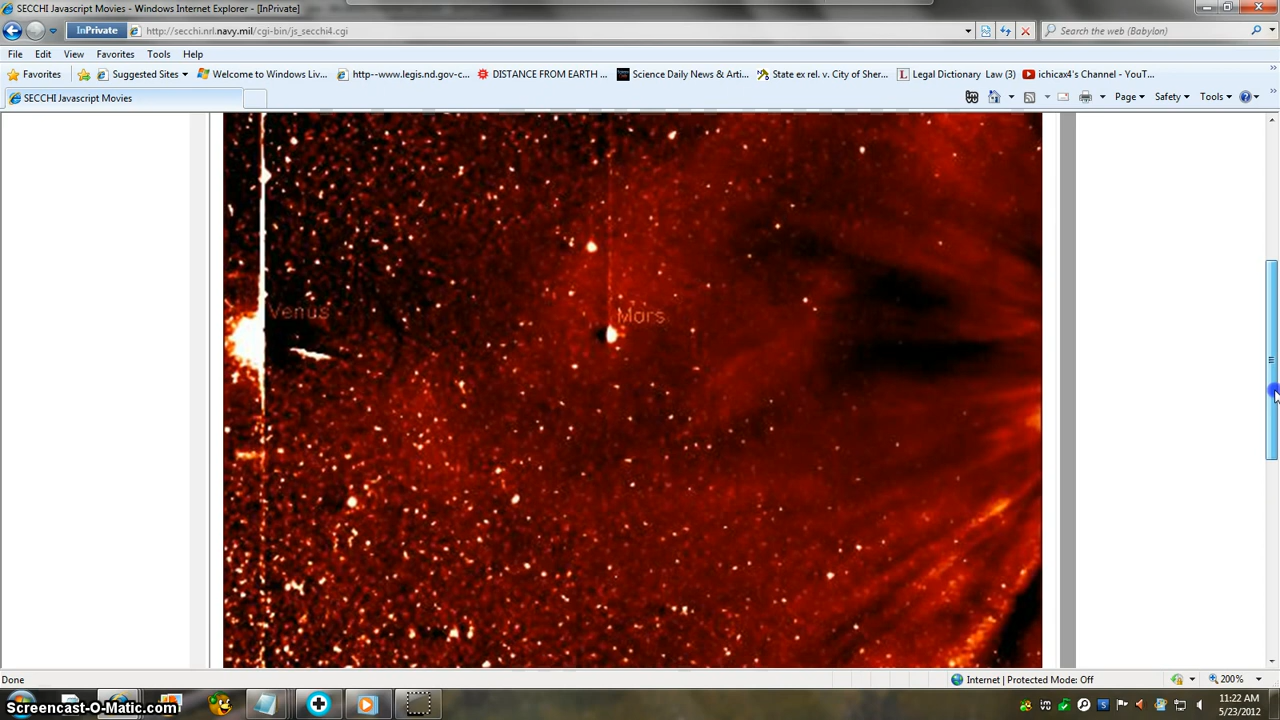 SECCHI Javascript Movies - Windows Internet Explorer - [InPrivate]
InPrivate
http://secchi.nrl.navy.mil/cgi-bin/js_secchi4.cgi
Search the web (Babylon)
File Edit View Favorites Tools Help
Favorites
Suggested Sites
Welcome to Windows Liv...
http--www.legis.nd.gov-c...
DISTANCE FROM EARTH ...
Science Daily News & Arti...
State ex rel. v. City of Sher...
Legal Dictionary Law (3)
ichicax4's Channel - YouT...
SECCHI Javascript Movies
Page
Safety
Tools
Venus
Mars
Done
Internet | Protected Mode: Off
200%
Screencast-O-Matic.com
11:22 AM
5/23/2012